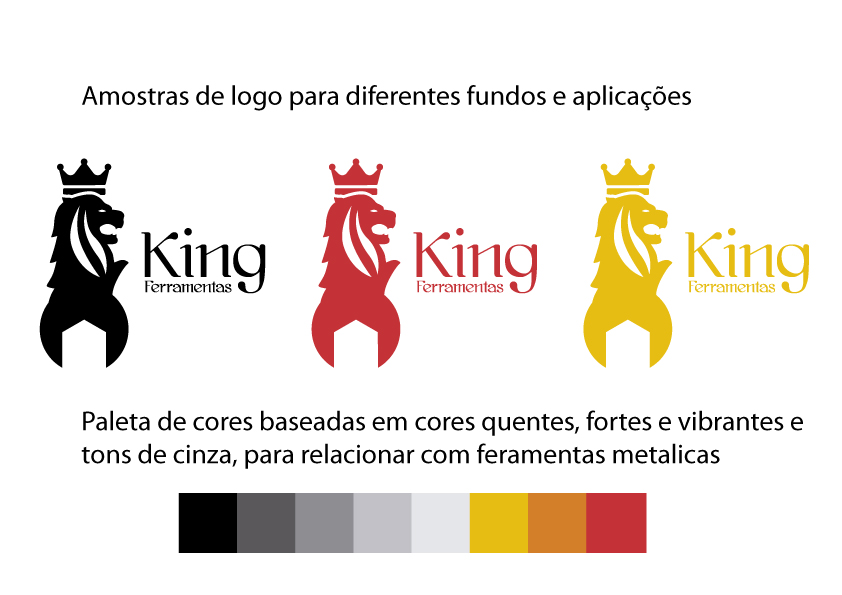 Amostras de logo para diferentes fundos e aplicações
King
Ferramentas
King
Ferramentas
King
Ferramentas
Paleta de cores baseadas em cores quentes, fortes e vibrantes e
tons de cinza, para relacionar com feramentas metalicas